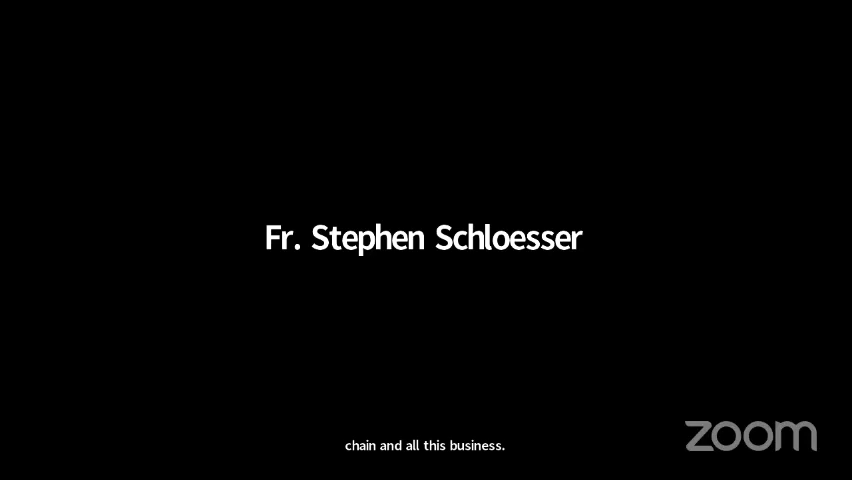 Fr. Stephen Schloesser
chain and all this business.
zoom